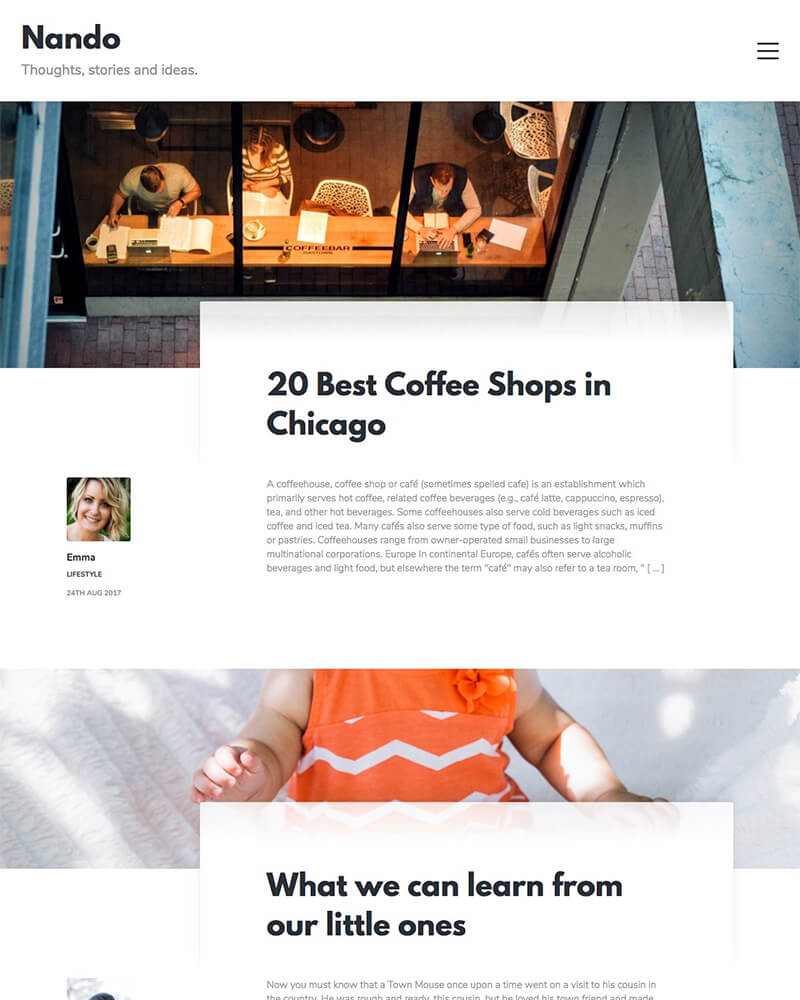 Nando
Thoughts, stories and ideas.
COFFEEBAR
20 Best Coffee Shops in
Chicago
A coffeehouse, coffee shop or café (sometimes spelled cafe) is an establishment which
primarily serves hot coffee, related coffee beverages (e.g., café latte, cappuccino, espresso),
tea, and other hot beverages. Some coffeehouses also serve cold beverages such as iced
coffee and iced tea. Many cafés also serve some type of food, such as light snacks, muffins
or pastries. Coffeehouses range from owner-operated small businesses to large
multinational corporations. Europe In continental Europe, cafés often serve alcoholic
beverages and light food, but elsewhere the term "café" may also refer to a tea room, " [ ... ]
Emma
LIFESTYLE
24TH AUG 2017
What we can learn from
our little ones
Now you must know that a Town Mouse once upon a time went on a visit to his cousin in
the country. He was rough and ready, this cousin, but he loved his town friend and made